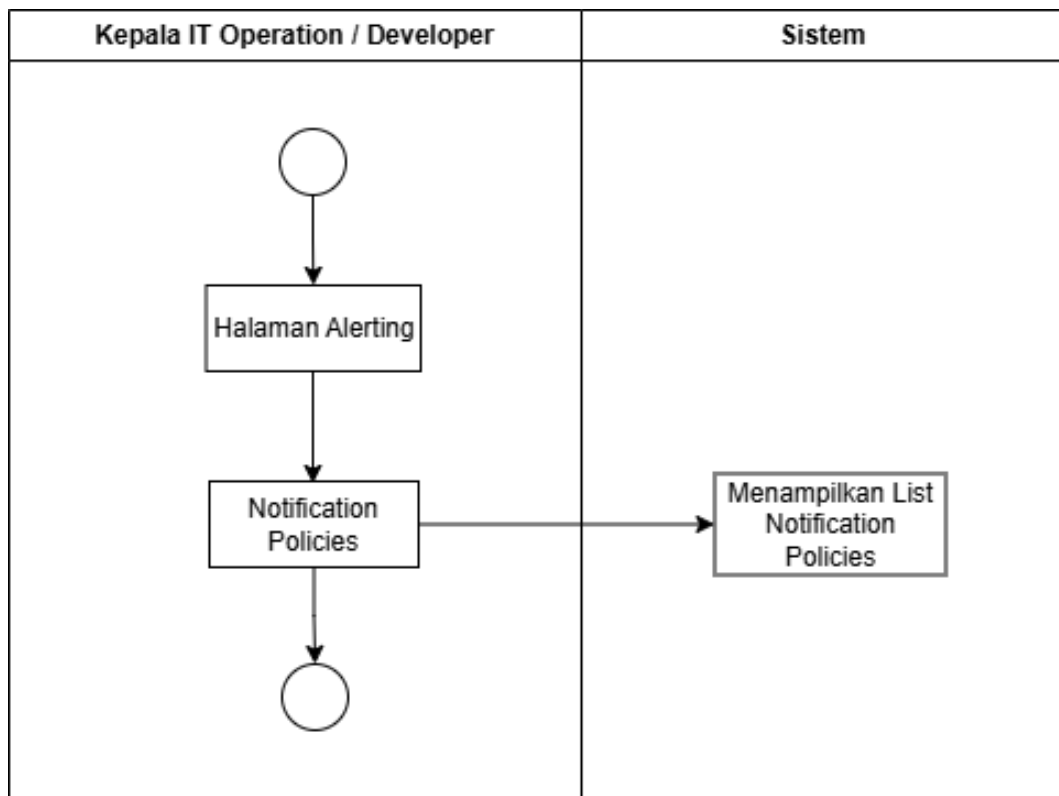 Kepala IT Operation / Developer
Sistem
Halaman Alerting
Notification
Policies
Menampilkan List
Notification
Policies